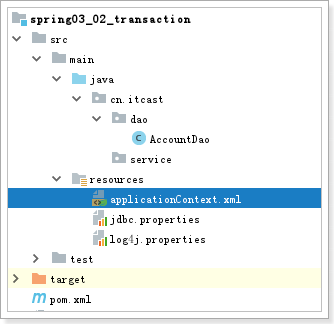 spring03_02_transaction
src
main
java
cn.itcast
dao
AccountDao
service
resources
applicationContext.xml
jdbc.properties
log4j.properties
test
target
pom.xml